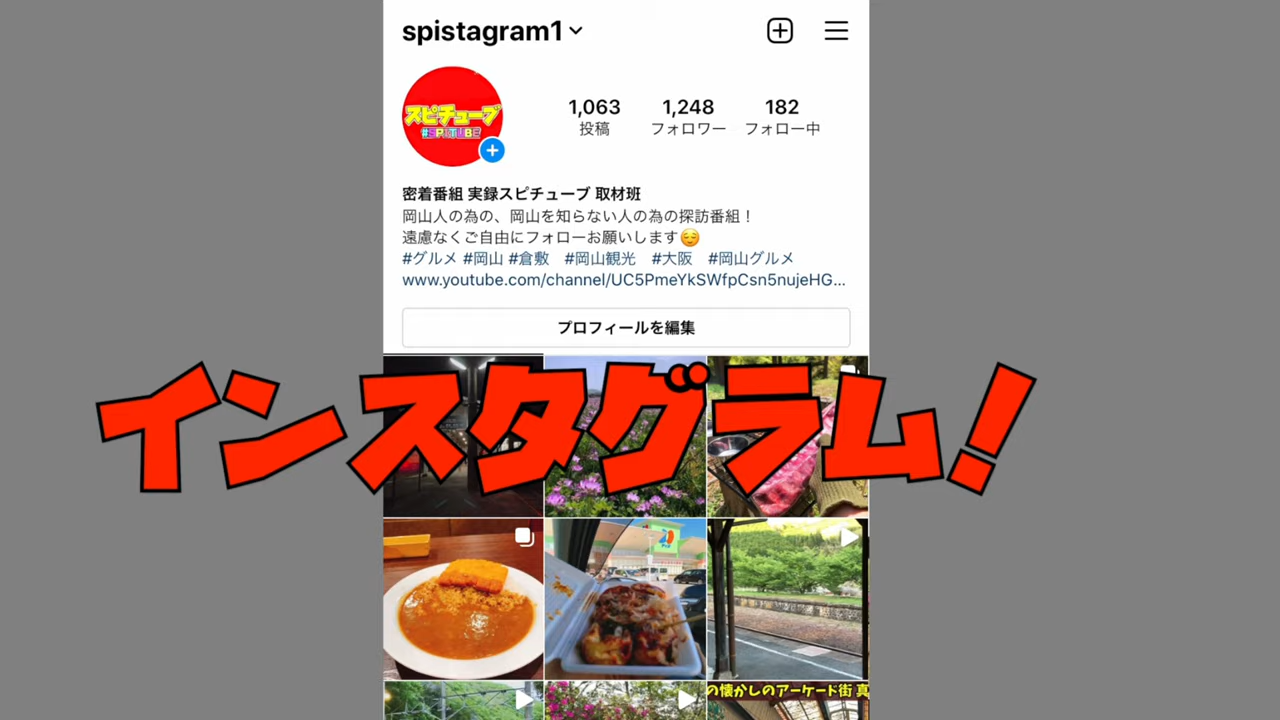 spistagram1
スピチューブ
#SPITUBE
1,063 1,248 182
投稿 フォロワー フォロー中
密着番組 実録スピチューブ 取材班
岡山人の為の、岡山を知らない人の為の探訪番組！
遠慮なくご自由にフォローお願いします😌
#グルメ #岡山 #倉敷 #岡山観光 #大阪 #岡山グルメ
www.youtube.com/channel/UC5PmeYkSWfpCsn5nujeHG...
プロフィールを編集
インスタグラム！
の懐かしのアーケード街 真